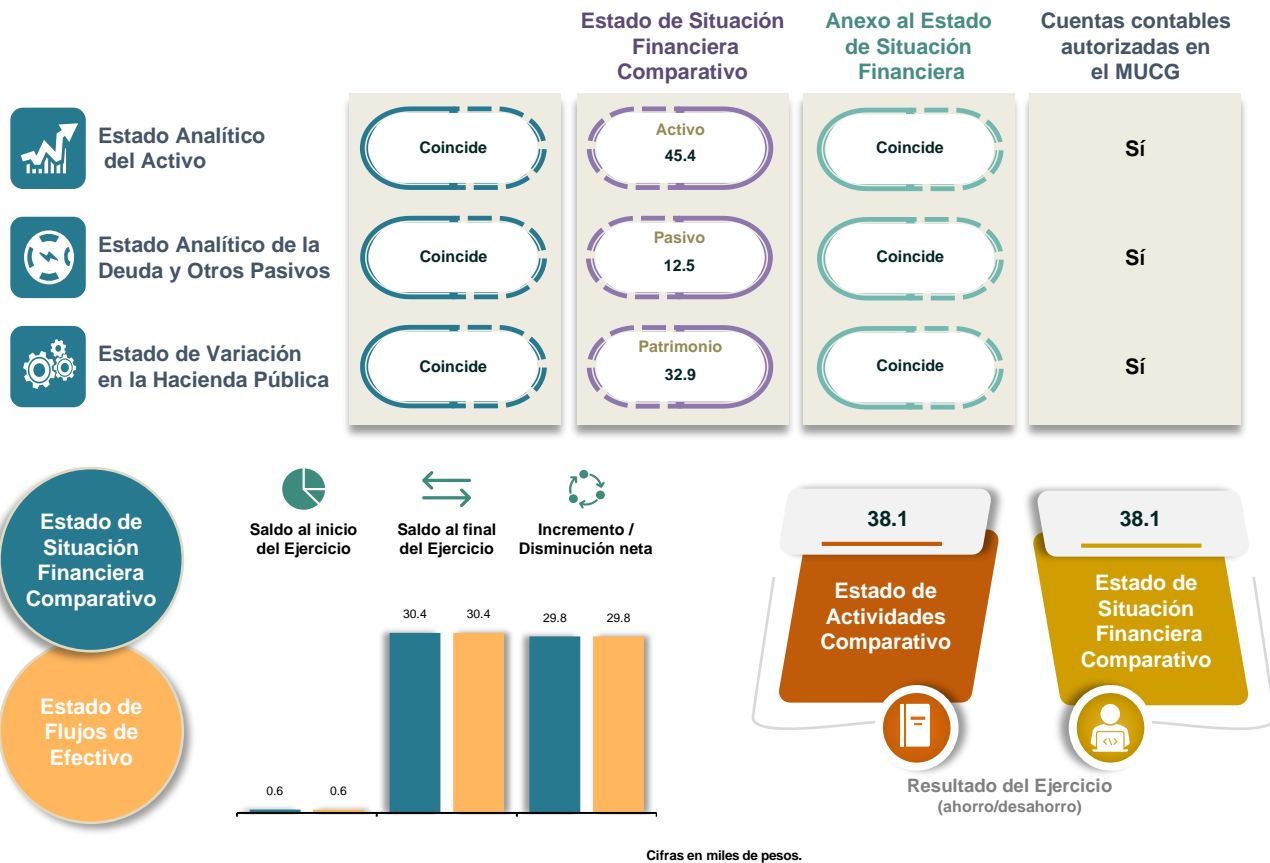 Estado de Situación
Financiera
Comparativo
Anexo al Estado
de Situación
Financiera
Cuentas contables
autorizadas en
el MUCG
Estado Analítico
del Activo
Coincide
Activo
45.4
Coincide
Sí
Estado Analítico de la
Deuda y Otros Pasivos
Coincide
Pasivo
12.5
Coincide
Sí
Estado de Variación
en la Hacienda Pública
Coincide
Patrimonio
32.9
Coincide
Sí
Estado de
Situación
Financiera
Comparativo
Estado de
Flujos de
Efectivo
Saldo al inicio
del Ejercicio
Saldo al final
del Ejercicio
Incremento /
Disminución neta
0.6
0.6
30.4
30.4
29.8
29.8
38.1
Estado de
Actividades
Comparativo
38.1
Estado de
Situación
Financiera
Comparativo
Resultado del Ejercicio
(ahorro/desahorro)
Cifras en miles de pesos.